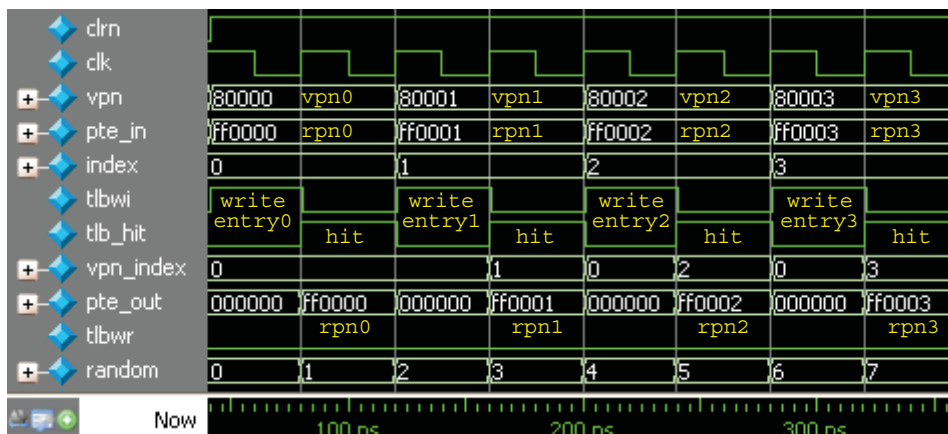 clrn
clk
vpn 80000 vpn0 80001 vpn1 80002 vpn2 80003 vpn3
pte_in ff0000 rpn0 ff0001 rpn1 ff0002 rpn2 ff0003 rpn3
index 0 1 2 3
tlbwi write write write write
tlb_hit entry0 hit entry1 hit entry2 hit entry3 hit
vpn_index 0 1 0 2 0 3
pte_out 000000 ff0000 000000 ff0001 000000 ff0002 000000 ff0003
tlbwr rpn0 rpn1 rpn2 rpn3
random 0 1 2 3 4 5 6 7
Now 100 ns 200 ns 300 ns